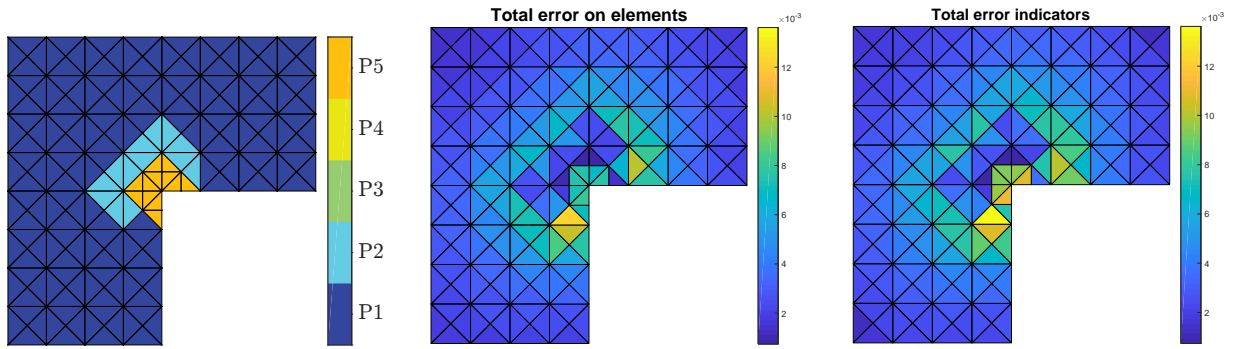 P5
P4
P3
P2
P1
Total error on elements
×10⁻³
12
10
8
6
4
2
Total error indicators
×10⁻³
12
10
8
6
4
2